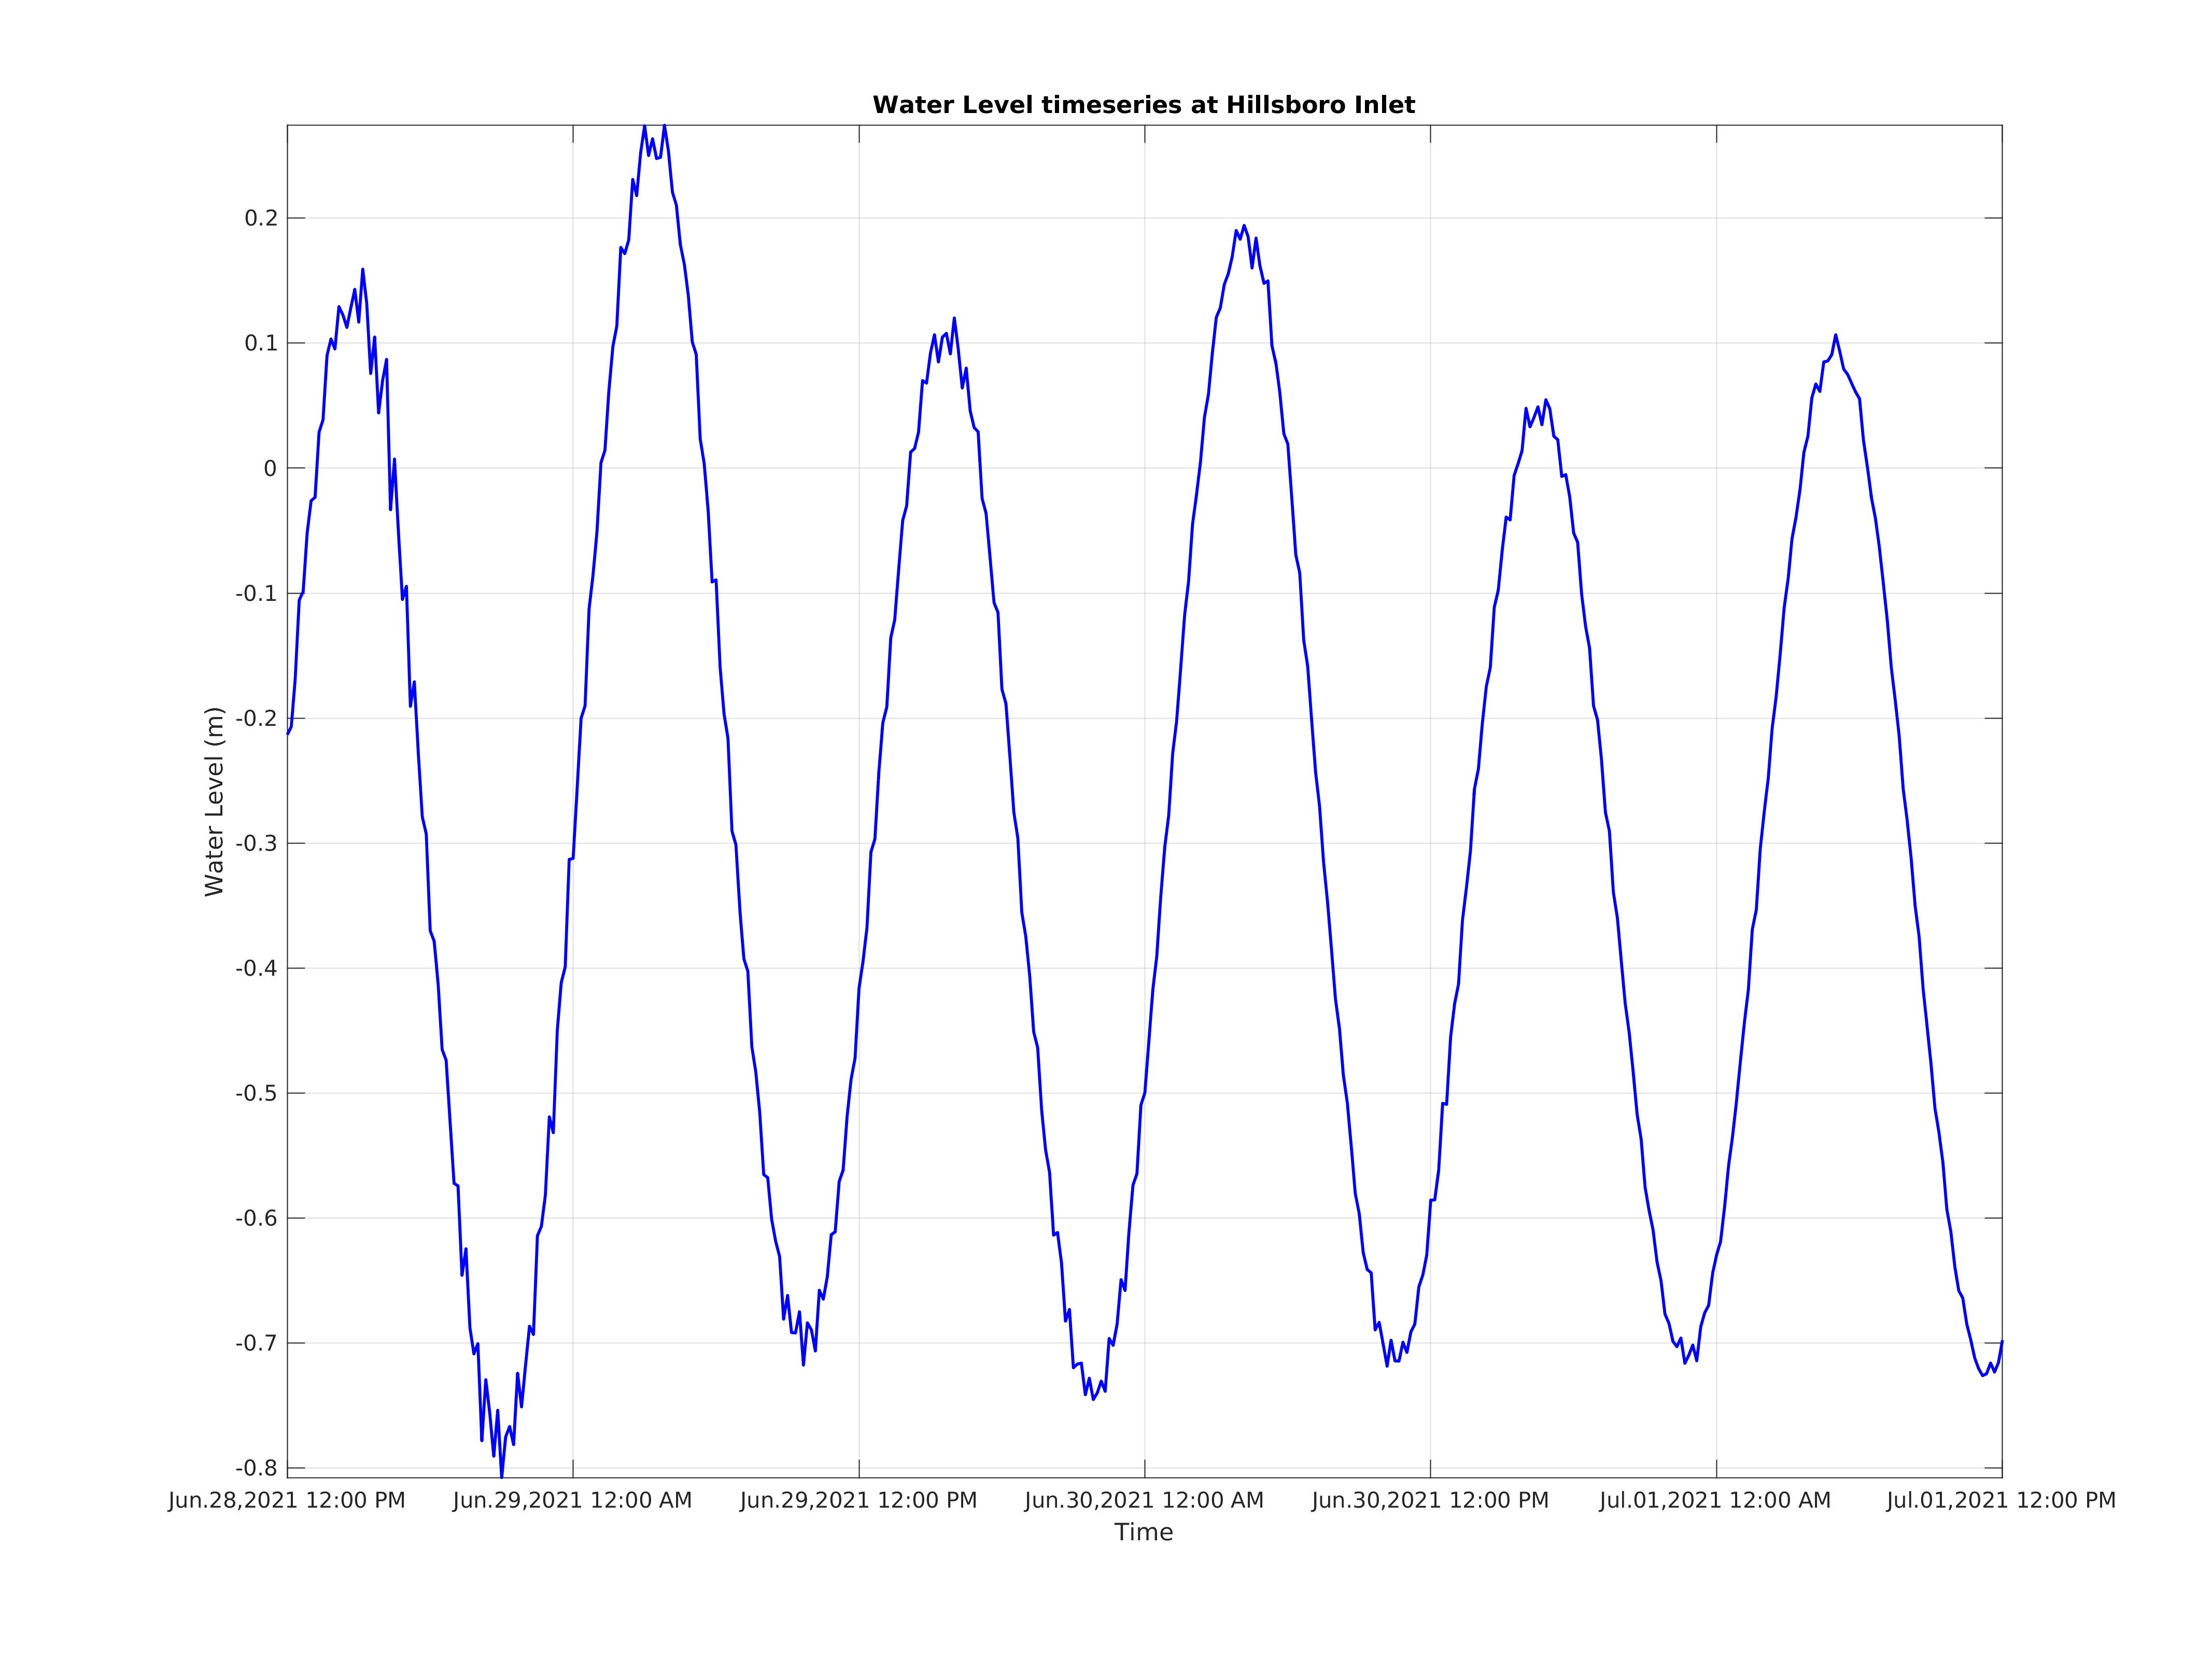 Water Level timeseries at Hillsboro Inlet
0.2
0.1
0
-0.1
-0.2
-0.3
-0.4
-0.5
-0.6
-0.7
-0.8
Water Level (m)
Jun.28,2021 12:00 PM Jun.29,2021 12:00 AM Jun.29,2021 12:00 PM Jun.30,2021 12:00 AM Jun.30,2021 12:00 PM Jul.01,2021 12:00 AM Jul.01,2021 12:00 PM
Time